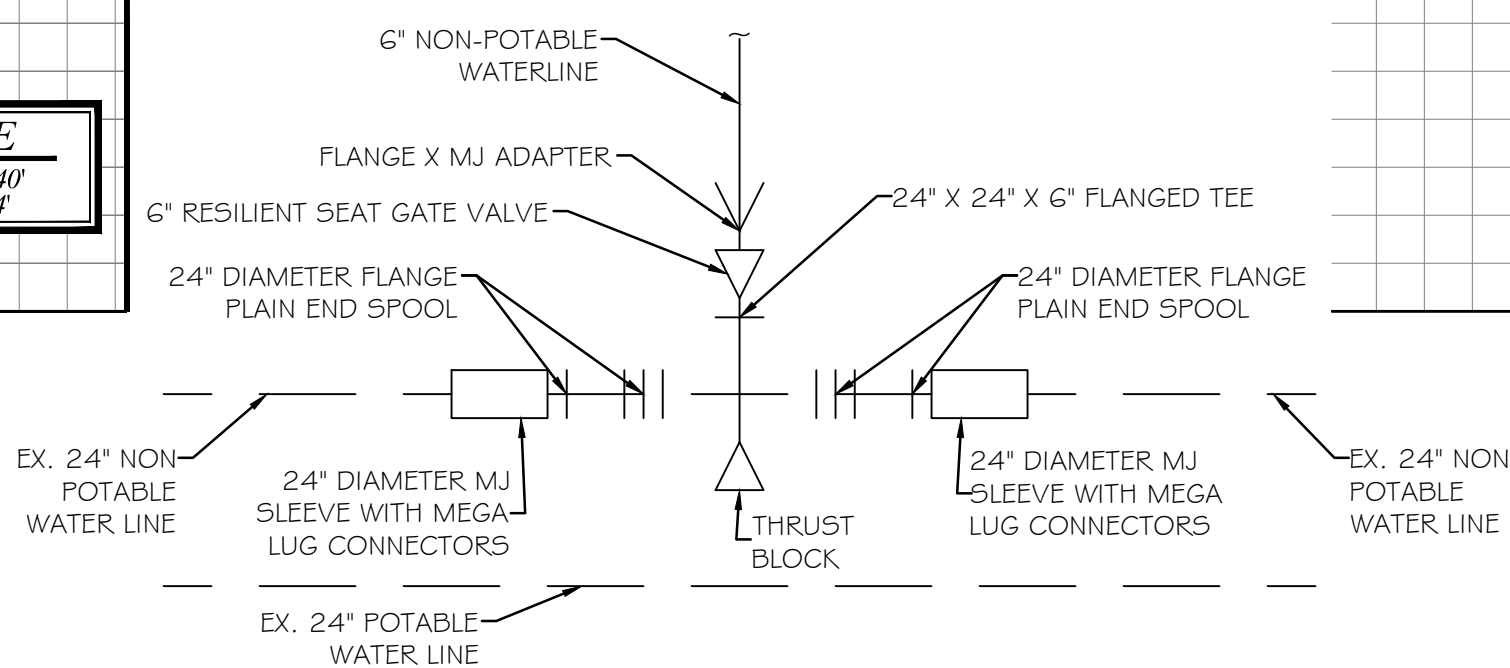 6" NON-POTABLE
WATERLINE
E
40'
4'
FLANGE X MJ ADAPTER
6" RESILIENT SEAT GATE VALVE
24" X 24" X 6" FLANGED TEE
24" DIAMETER FLANGE
PLAIN END SPOOL
24" DIAMETER FLANGE
PLAIN END SPOOL
EX. 24" NON
POTABLE
WATER LINE
24" DIAMETER MJ
SLEEVE WITH MEGA
LUG CONNECTORS
THRUST
BLOCK
24" DIAMETER MJ
SLEEVE WITH MEGA
LUG CONNECTORS
EX. 24" NON
POTABLE
WATER LINE
EX. 24" POTABLE
WATER LINE